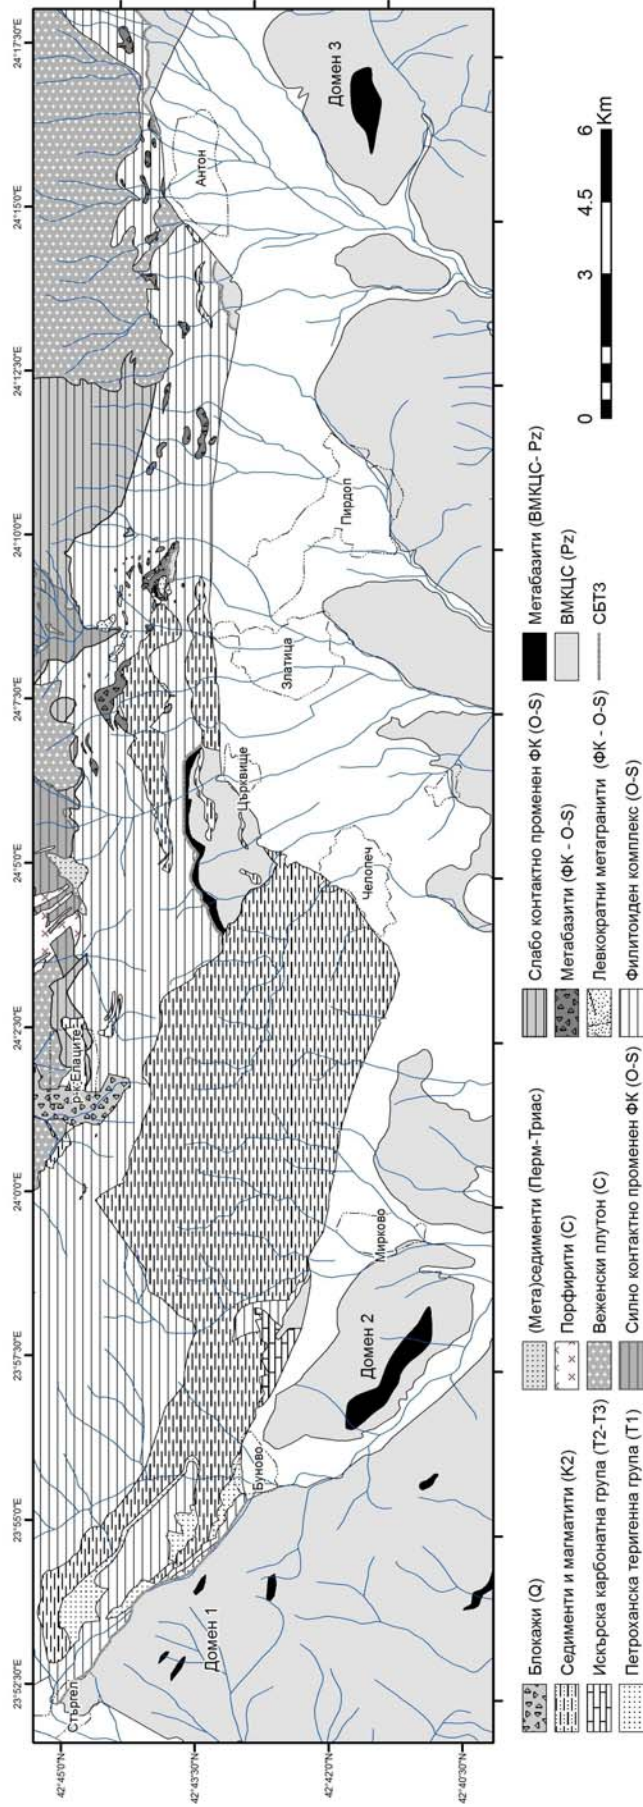 23°52'30"E
23°55'0"E
23°57'30"E
24°0'0"E
24°2'30"E
24°5'0"E
24°7'30"E
24°10'0"E
24°12'30"E
24°15'0"E
24°17'30"E
42°45'0"N
42°43'30"N
42°42'0"N
42°40'30"N
Стъргел
р-к Елаците
Антон
Домен 1
Буново
Домен 2
Мирково
Челопеч
Църквище
Златица
Пирдоп
Домен 3
Блокажи (Q)
Седименти и магматити (K2)
Искърска карбонатна група (T2-T3)
Петроханска теригенна група (T1)
(Мета)седименти (Перм-Триас)
Порфирити (C)
Веженски плутон (C)
Силно контактно променен ФК (O-S)
Слабо контактно променен ФК (O-S)
Метабазити (ФК - O-S)
Левкократни метагранити (ФК - O-S)
Филитоиден комплекс (O-S)
Метабазити (ВМКЦС- Pz)
ВМКЦС (Pz)
СБТЗ
0 3 4.5 6
Km